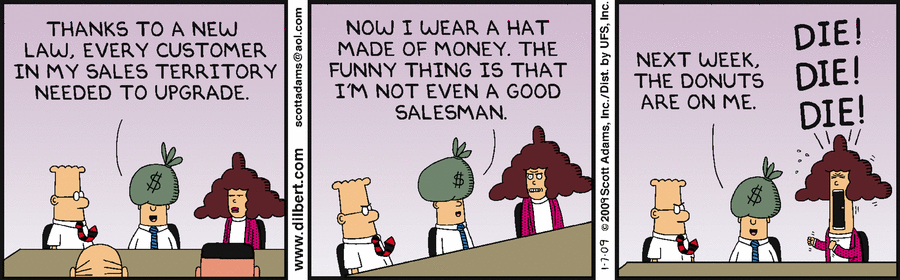 THANKS TO A NEW
LAW, EVERY CUSTOMER
IN MY SALES TERRITORY
NEEDED TO UPGRADE.
$
www.dilbert.com scottadams@aol.com
NOW I WEAR A HAT
MADE OF MONEY. THE
FUNNY THING IS THAT
I'M NOT EVEN A GOOD
SALESMAN.
$
1-7-09 ©2009 Scott Adams, Inc./Dist. by UFS, Inc.
NEXT WEEK,
THE DONUTS
ARE ON ME.
$
DIE!
DIE!
DIE!